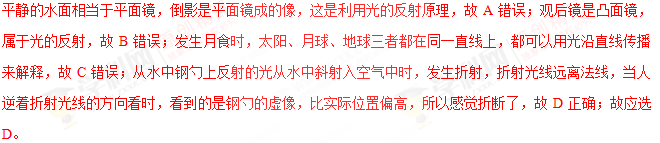 平静的水面相当于平面镜，倒影是平面镜成的像，这是利用光的反射原理，故 A 错误；观后镜是凸面镜，
属于光的反射，故 B 错误；发生月食时，太阳、月球、地球三者都在同一直线上，都可以用光沿直线传播
来解释，故 C 错误；从水中钢勺上反射的光从水中斜射入空气中时，发生折射，折射光线远离法线，当人
逆着折射光线的方向看时，看到的是钢勺的虚像，比实际位置偏高，所以感觉折断了，故 D 正确；故应选
D。